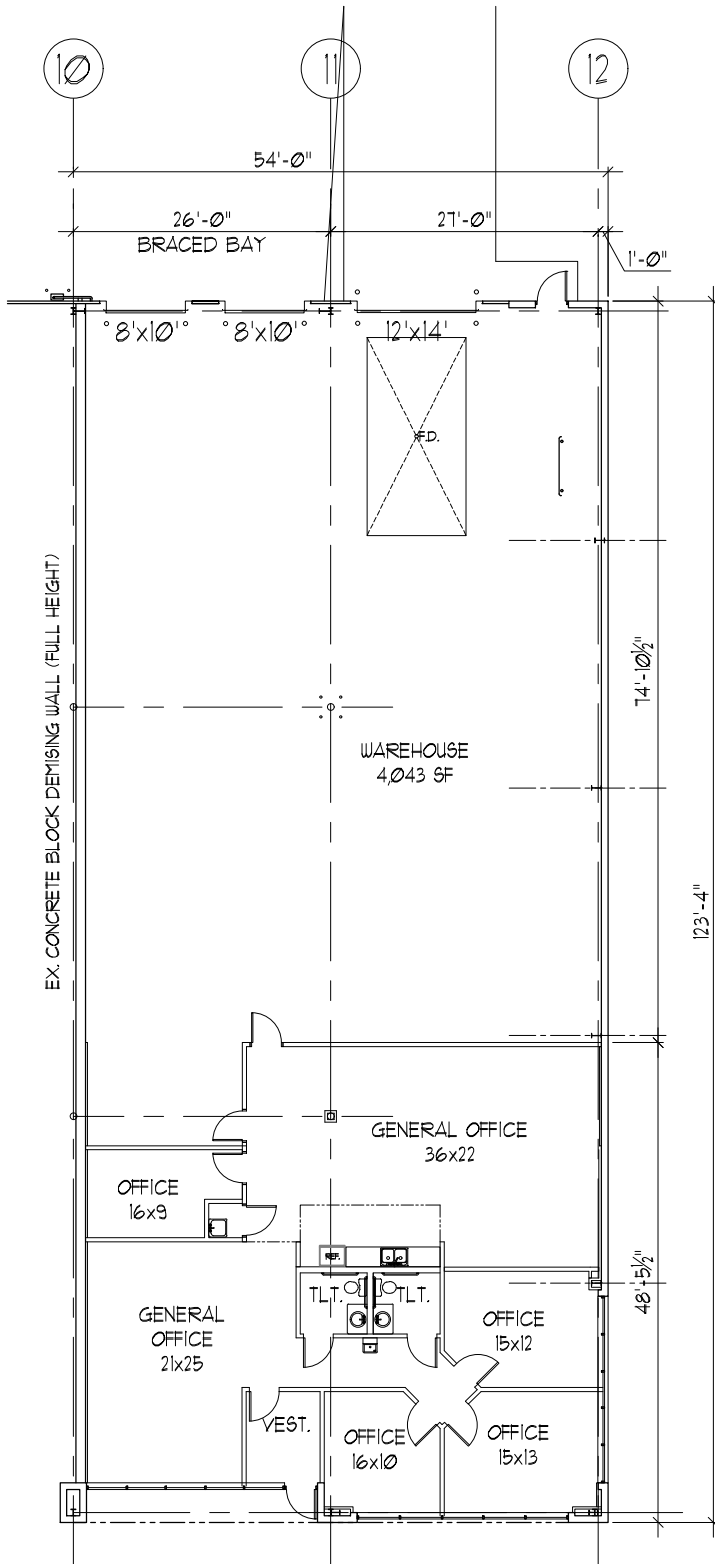 10
11
12
54'-0"
26'-0"
27'-0"
BRACED BAY
1'-0"
8'x10'
8'x10'
12'x14'
F.D.
EX. CONCRETE BLOCK DEMISING WALL (FULL HEIGHT)
74'-10½"
WAREHOUSE
4,043 SF
123'-4"
GENERAL OFFICE
36x22
OFFICE
16x9
REF.
48'-5½"
TLT.
TLT.
GENERAL
OFFICE
21x25
OFFICE
15x12
VEST.
OFFICE
16x10
OFFICE
15x13